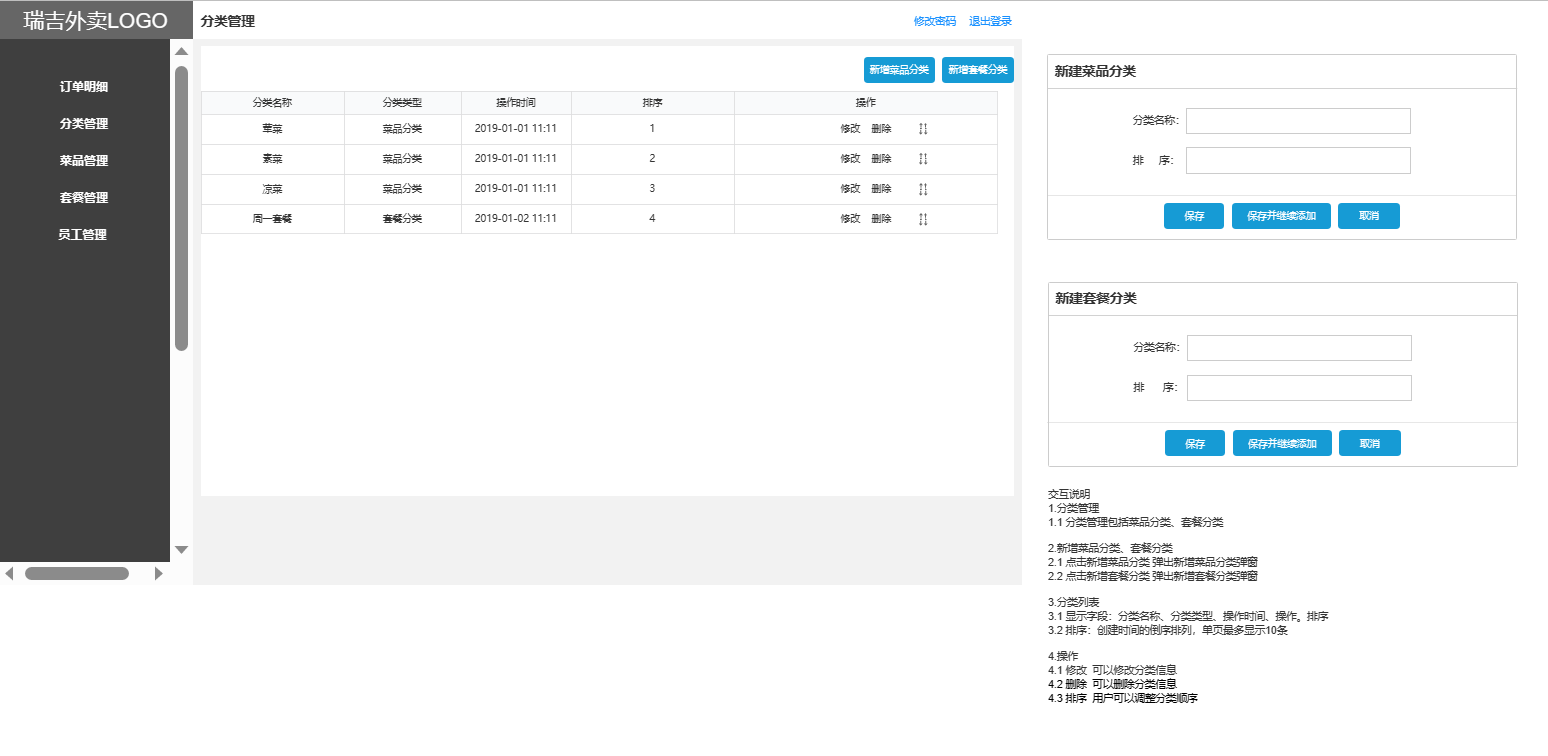 瑞吉外卖LOGO
分类管理
修改密码 退出登录
订单明细
分类管理
菜品管理
套餐管理
员工管理
新增菜品分类 新增套餐分类
分类名称 分类类型 操作时间 排序 操作
荤菜 菜品分类 2019-01-01 11:11 1 修改 删除
素菜 菜品分类 2019-01-01 11:11 2 修改 删除
凉菜 菜品分类 2019-01-01 11:11 3 修改 删除
周一套餐 套餐分类 2019-01-02 11:11 4 修改 删除
新建菜品分类
分类名称：
排 序：
保存 保存并继续添加 取消
新建套餐分类
分类名称：
排 序：
保存 保存并继续添加 取消
交互说明
1.分类管理
1.1 分类管理包括菜品分类、套餐分类
2.新增菜品分类、套餐分类
2.1 点击新增菜品分类 弹出新增菜品分类弹窗
2.2 点击新增套餐分类 弹出新增套餐分类弹窗
3.分类列表
3.1 显示字段：分类名称、分类类型、操作时间、操作。排序
3.2 排序：创建时间的倒序排列，单页最多显示10条
4.操作
4.1 修改 可以修改分类信息
4.2 删除 可以删除分类信息
4.3 排序 用户可以调整分类顺序